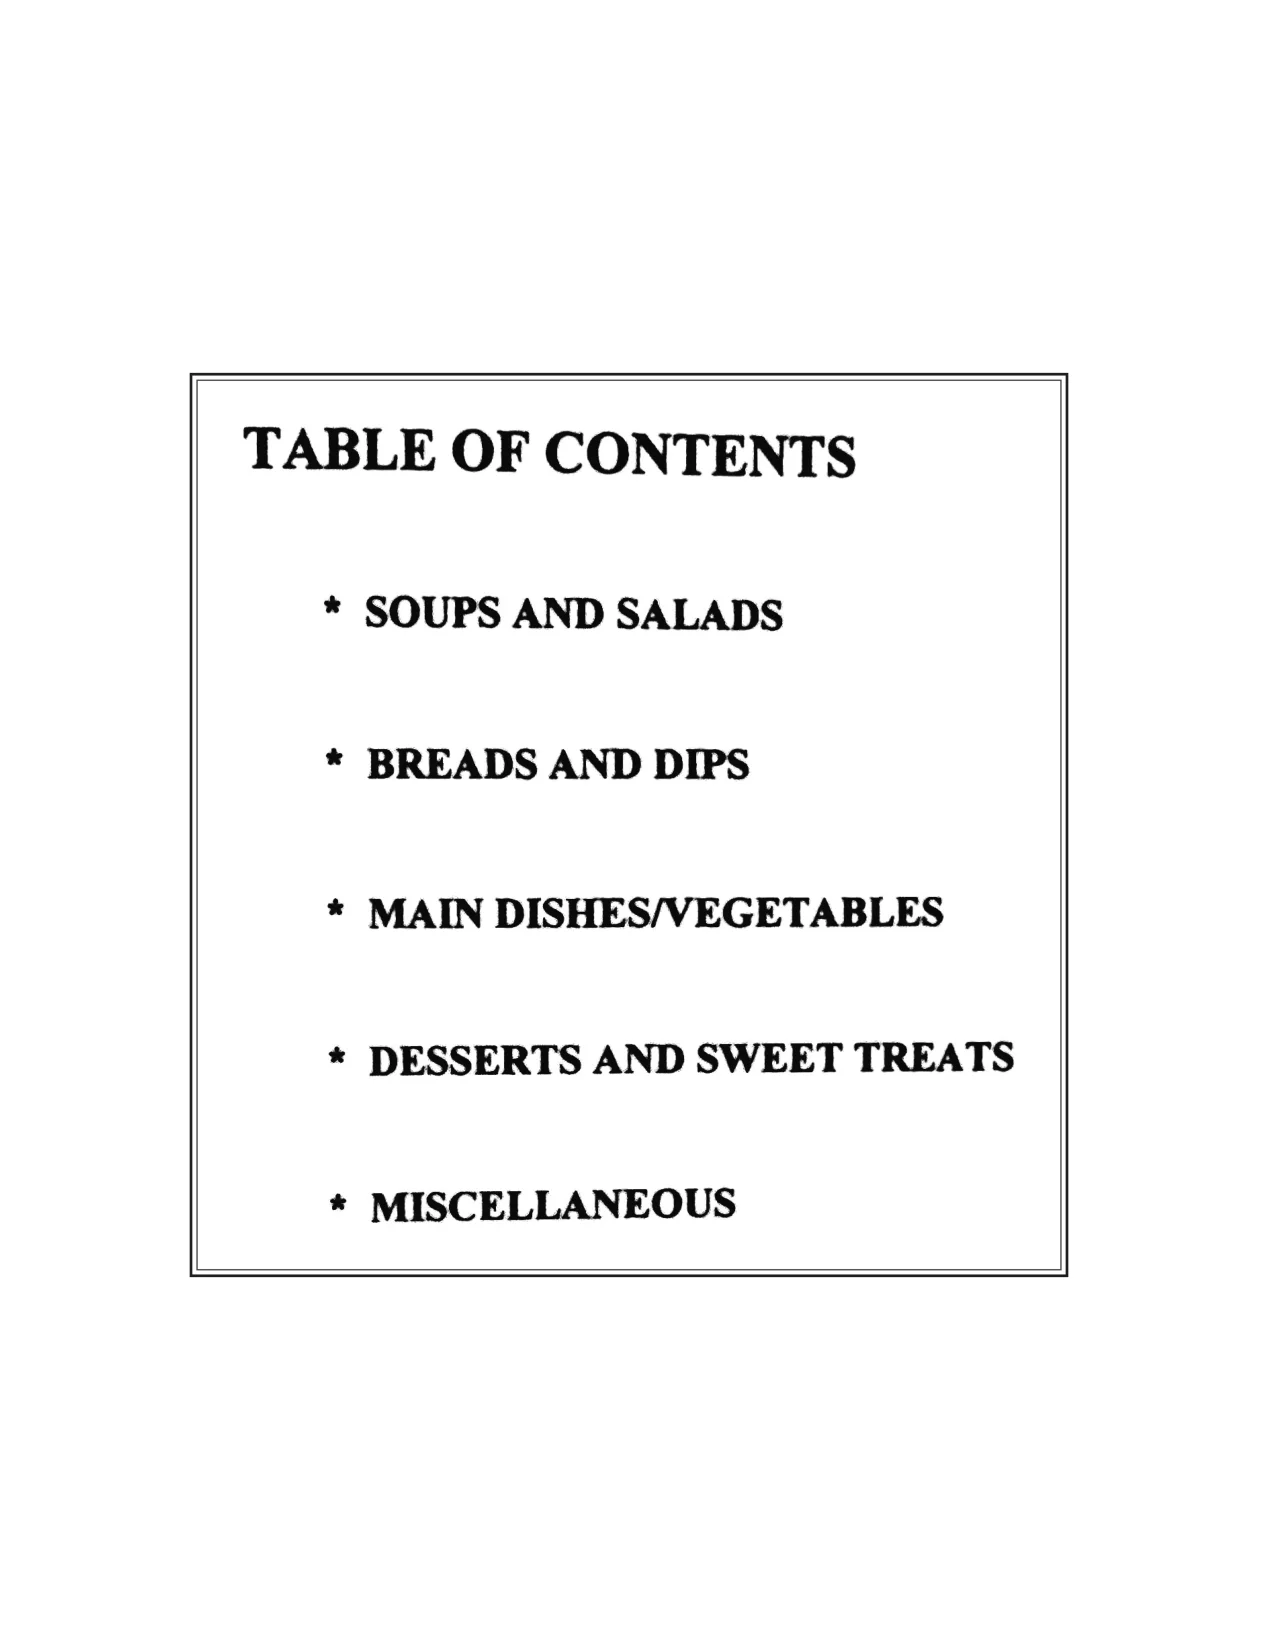 TABLE OF CONTENTS
* SOUPS AND SALADS
* BREADS AND DIPS
* MAIN DISHES/VEGETABLES
* DESSERTS AND SWEET TREATS
* MISCELLANEOUS